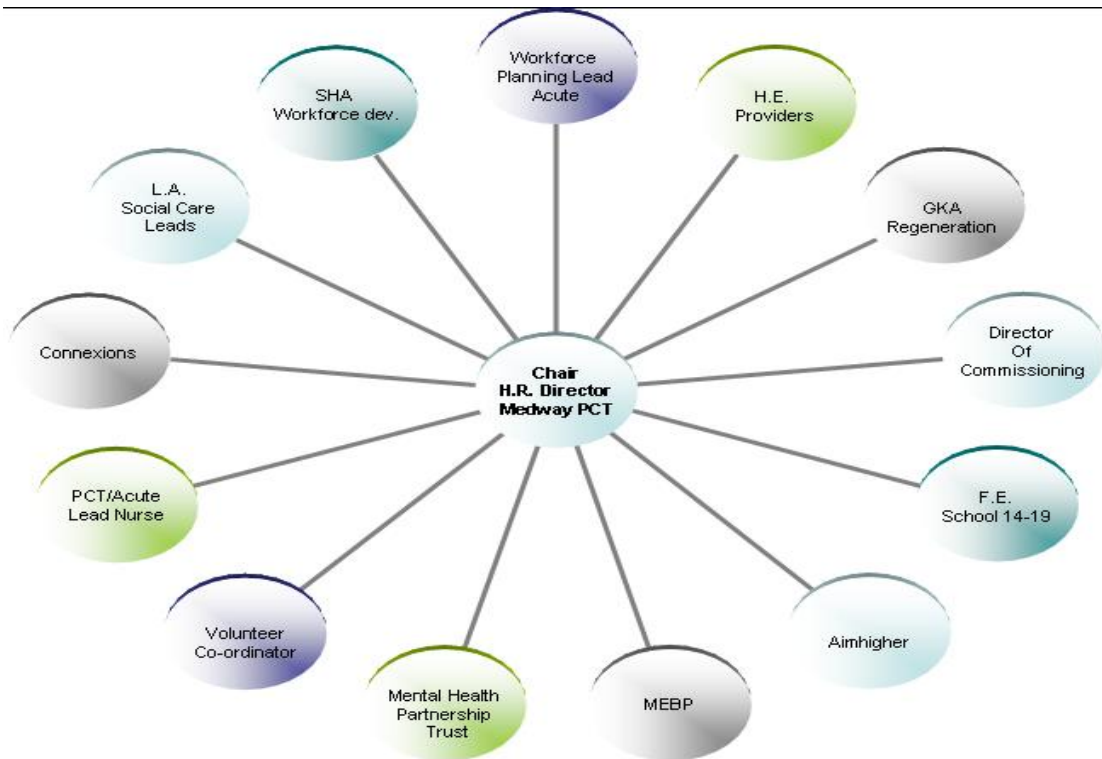 Workforce
Planning Lead
Acute
H.E.
Providers
GKA
Regeneration
Director
Of
Commissioning
F.E.
School 14-19
Aimhigher
MEBP
Mental Health
Partnership
Trust
Volunteer
Co-ordinator
PCT/Acute
Lead Nurse
Connexions
L.A.
Social Care
Leads
SHA
Workforce dev.
Chair
H.R. Director
Medway PCT